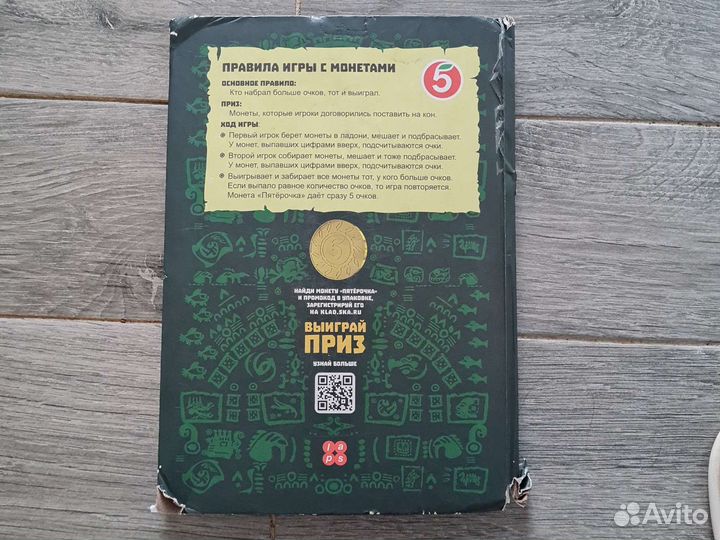 ПРАВИЛА ИГРЫ С МОНЕТАМИ
5
ОСНОВНОЕ ПРАВИЛО:
Кто набрал больше очков, тот и выиграл.
ПРИЗ:
Монеты, которые игроки договорились поставить на кон.
ХОД ИГРЫ:
Первый игрок берет монеты в ладони, мешает и подбрасывает.
У монет, выпавших цифрами вверх, подсчитываются очки.
Второй игрок собирает монеты, мешает и тоже подбрасывает.
У монет, выпавших цифрами вверх, подсчитываются очки.
Выигрывает и забирает все монеты тот, у кого больше очков.
Если выпало равное количество очков, то игра повторяется.
Монета «Пятёрочка» даёт сразу 5 очков.
5
НАЙДИ МОНЕТУ «ПЯТЁРОЧКА»
И ПРОМОКОД В УПАКОВКЕ,
ЗАРЕГИСТРИРУЙ ЕГО
НА KLAD.SKA.RU
ВЫИГРАЙ
ПРИЗ
УЗНАЙ БОЛЬШЕ
laps
Avito